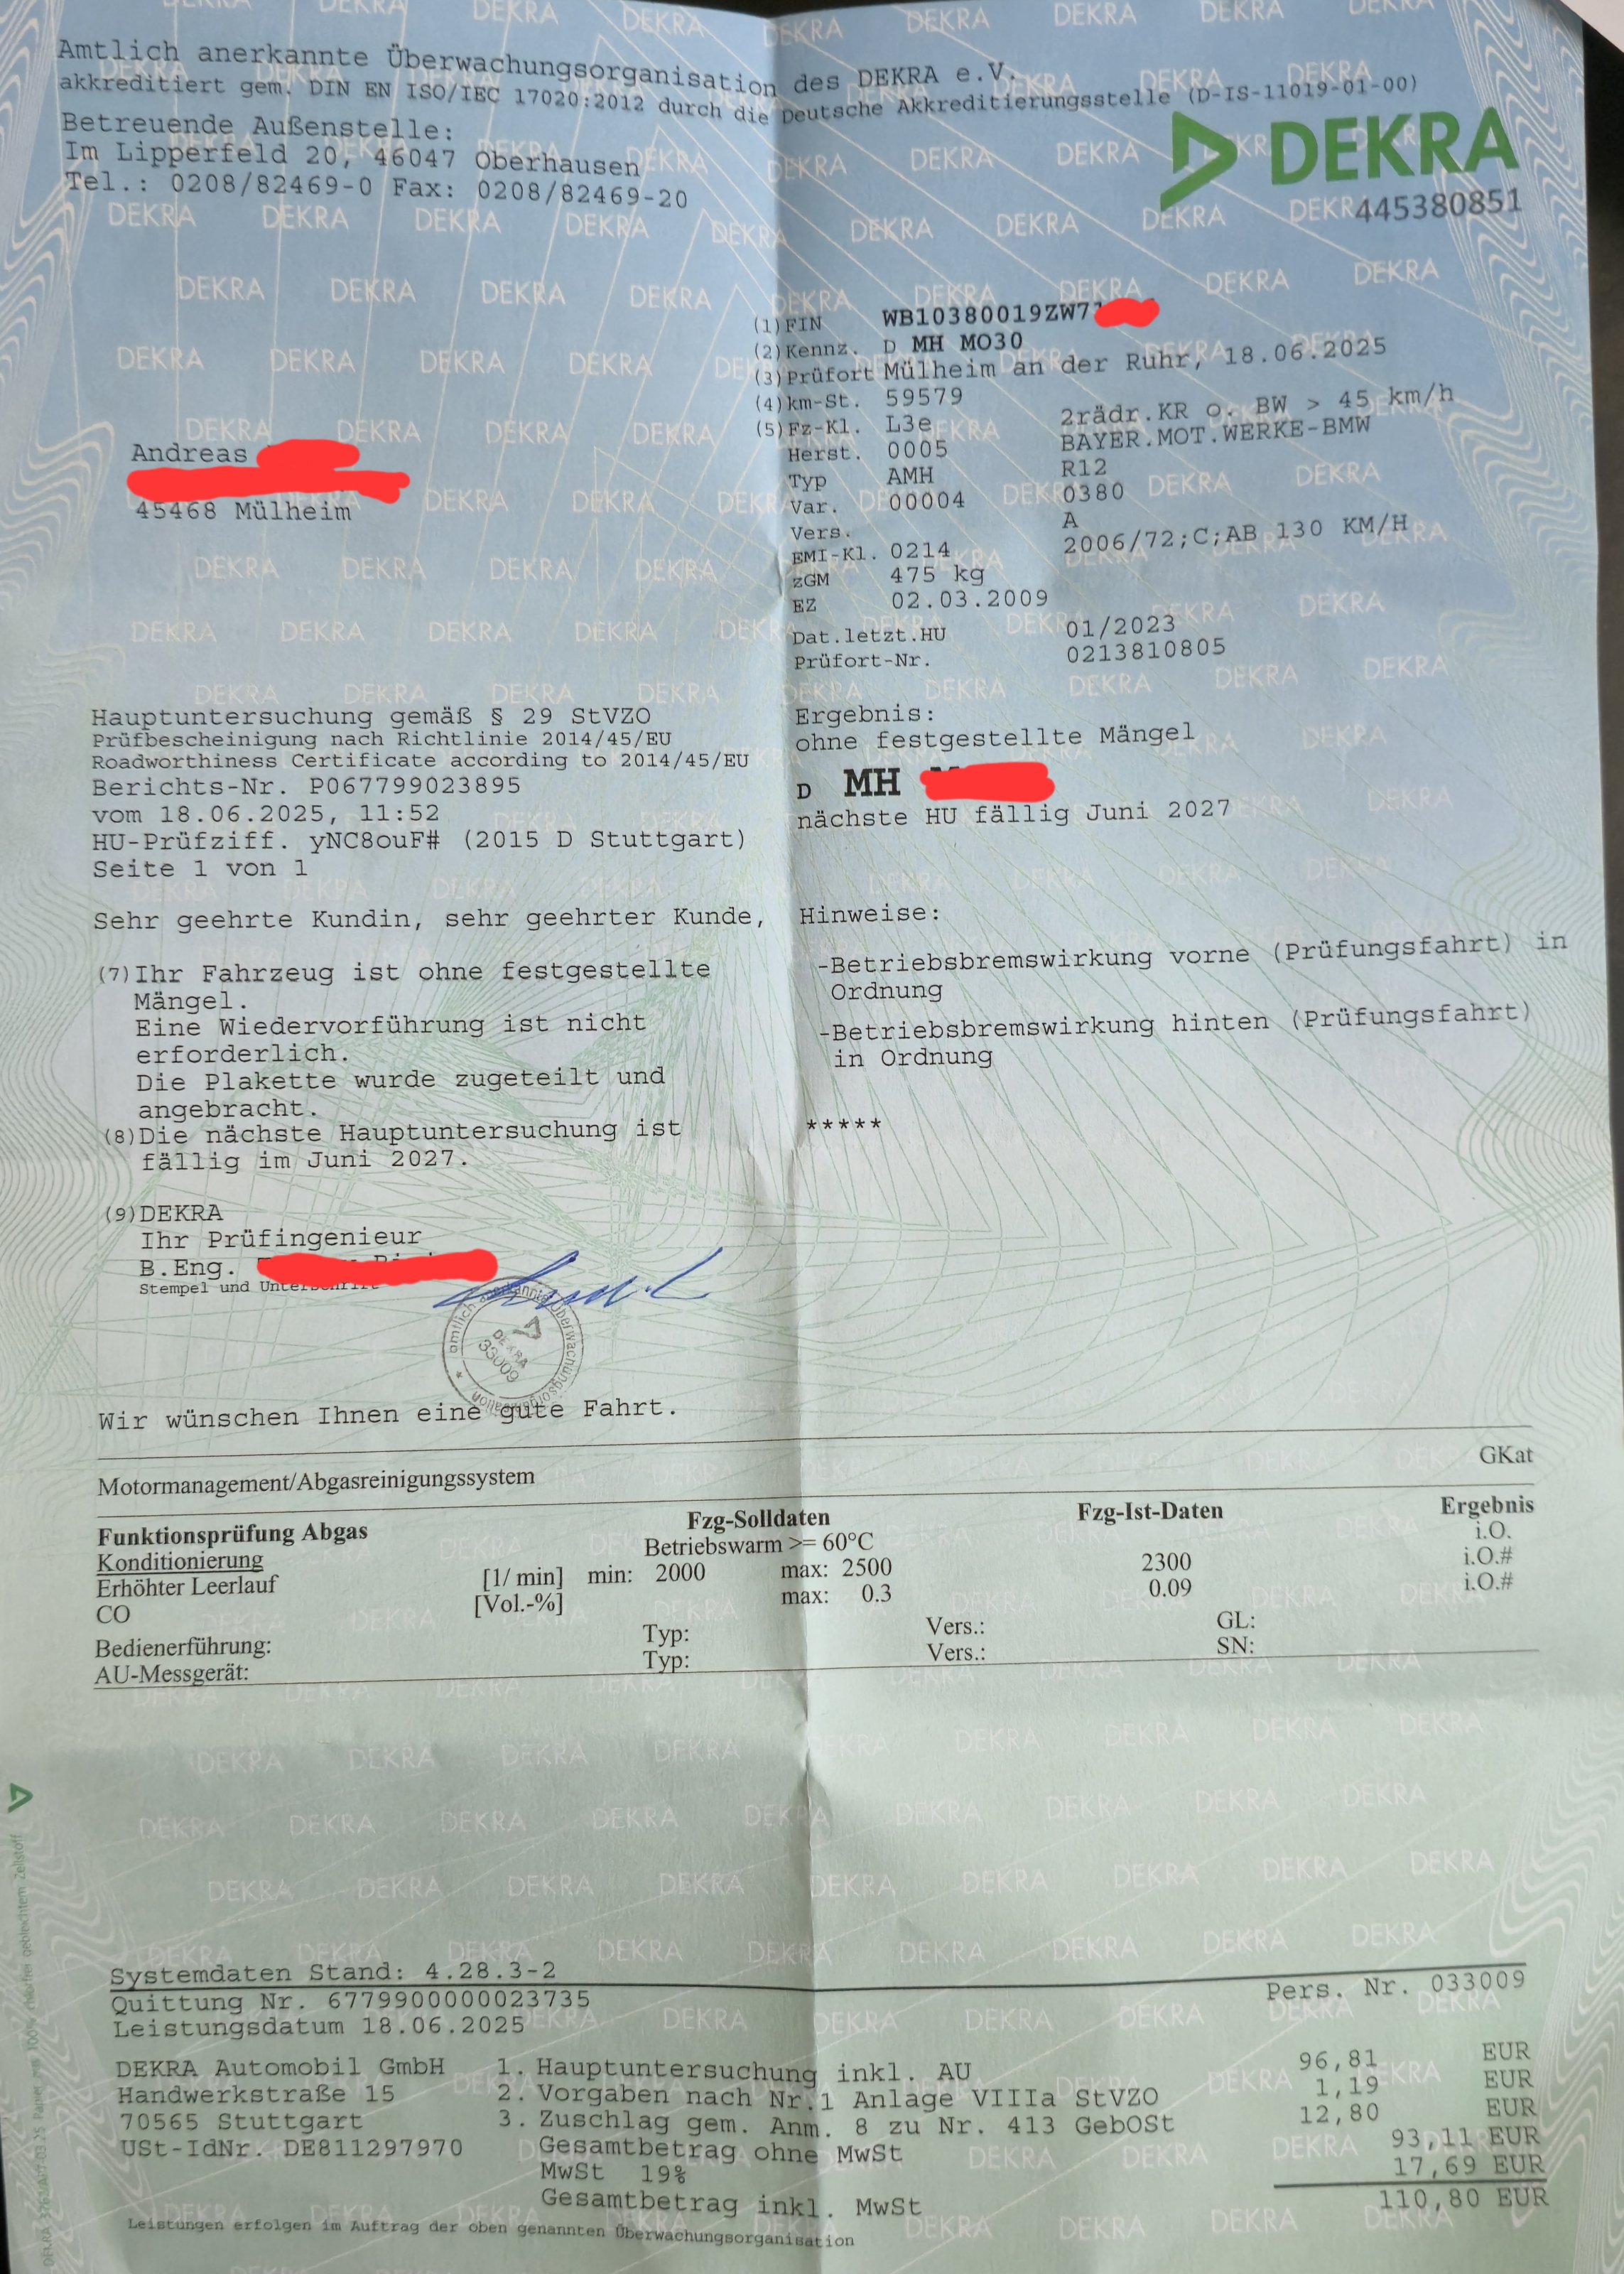 Amtlich anerkannte Überwachungsorganisation des DEKRA e.V.
akkreditiert gem. DIN EN ISO/IEC 17020:2012 durch die Deutsche Akkreditierungsstelle (D-IS-11019-01-00)
Betreuende Außenstelle:
Im Lipperfeld 20, 46047 Oberhausen
Tel.: 0208/82469-0 Fax: 0208/82469-20
DEKRA
445380851
(1) FIN WB10380019ZW7
(2) Kennz. D MH MO30
(3) Prüfort Mülheim an der Ruhr, 18.06.2025
(4) km-St. 59579
(5) Fz-Kl. L3e 2rädr.KR o. BW > 45 km/h
Herst. 0005 BAYER.MOT.WERKE-BMW
Typ AMH R12
Var. 00004 0380
Vers. A
EMI-Kl. 0214 2006/72;C;AB 130 KM/H
zGM 475 kg
EZ 02.03.2009
Dat.letzt.HU 01/2023
Prüfort-Nr. 0213810805
Andreas
45468 Mülheim
Hauptuntersuchung gemäß § 29 StVZO
Prüfbescheinigung nach Richtlinie 2014/45/EU
Roadworthiness Certificate according to 2014/45/EU
Berichts-Nr. P067799023895
vom 18.06.2025, 11:52
HU-Prüfziff. yNC8ouF# (2015 D Stuttgart)
Seite 1 von 1
Ergebnis:
ohne festgestellte Mängel
D MH
nächste HU fällig Juni 2027
Sehr geehrte Kundin, sehr geehrter Kunde,
(7) Ihr Fahrzeug ist ohne festgestellte
Mängel.
Eine Wiedervorführung ist nicht
erforderlich.
Die Plakette wurde zugeteilt und
angebracht.
(8) Die nächste Hauptuntersuchung ist
fällig im Juni 2027.
Hinweise:
-Betriebsbremswirkung vorne (Prüfungsfahrt) in
Ordnung
-Betriebsbremswirkung hinten (Prüfungsfahrt)
in Ordnung
*****
(9) DEKRA
Ihr Prüfingenieur
B.Eng.
Stempel und Unterschrift
amtlich anerkannte Überwachungsorganisation *
DEKRA
33009
Wir wünschen Ihnen eine gute Fahrt.
Motormanagement/Abgasreinigungssystem GKat
Funktionsprüfung Abgas Fzg-Solldaten Fzg-Ist-Daten Ergebnis
Konditionierung Betriebswarm >= 60°C i.O.
Erhöhter Leerlauf [1/ min] min: 2000 max: 2500 2300 i.O.#
CO [Vol.-%] max: 0.3 0.09 i.O.#
Bedienerführung: Typ: Vers.: GL:
AU-Messgerät: Typ: Vers.: SN:
Systemdaten Stand: 4.28.3-2
Quittung Nr. 6779900000023735 Pers. Nr. 033009
Leistungsdatum 18.06.2025
DEKRA Automobil GmbH
Handwerkstraße 15
70565 Stuttgart
USt-IdNr. DE811297970
1. Hauptuntersuchung inkl. AU 96,81 EUR
2. Vorgaben nach Nr.1 Anlage VIIIa StVZO 1,19 EUR
3. Zuschlag gem. Anm. 8 zu Nr. 413 GebOSt 12,80 EUR
Gesamtbetrag ohne MwSt 93,11 EUR
MwSt 19% 17,69 EUR
Gesamtbetrag inkl. MwSt 110,80 EUR
Leistungen erfolgen im Auftrag der oben genannten Überwachungsorganisation